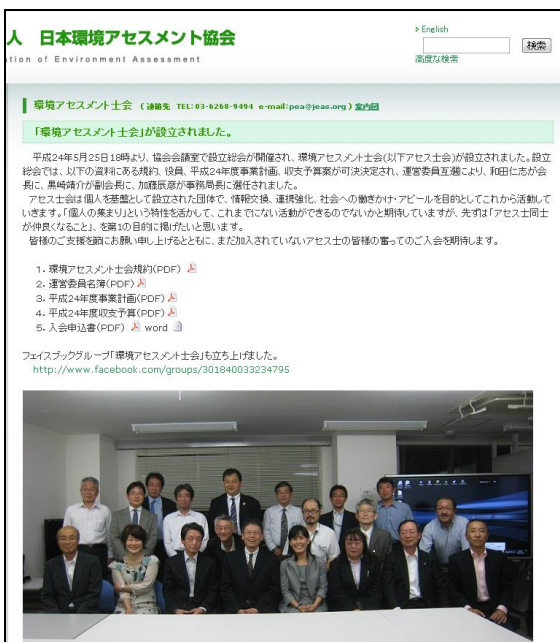 人 日本環境アセスメント協会
tion of Environment Assessment
> English
検索
高度な検索
環境アセスメント士会 (連絡先 TEL:03-6268-9494 e-mail:pea@jeas.org) 案内図
「環境アセスメント士会」が設立されました。
平成24年5月25日18時より、協会会議室で設立総会が開催され、環境アセスメント士会(以下アセス士会)が設立されました。設立
総会では、以下の資料にある規約、役員、平成24年度事業計画、収支予算案が可決決定され、運営委員互選により、和田仁志が会
長に、黒崎靖介が副会長に、加藤辰彦が事務局長に選任されました。
アセス士会は個人を基盤として設立された団体で、情報交換、連携強化、社会への働きかけ・アピールを目的としてこれから活動して
いきます。「個人の集まり」という特性を活かして、これまでにない活動ができるのでないかと期待していますが、先ずは「アセス士同士
が仲良くなること」、を第1の目的に掲げたいと思います。
皆様のご支援を節にお願い申し上げるとともに、まだ加入されていないアセス士の皆様の奮ってのご入会を期待します。
1. 環境アセスメント士会規約(PDF)
2. 運営委員名簿(PDF)
3. 平成24年度事業計画(PDF)
4. 平成24年度収支予算(PDF)
5. 入会申込書(PDF) word
フェイスブックグループ「環境アセスメント士会」も立ち上げました。
http://www.facebook.com/groups/301840033234795